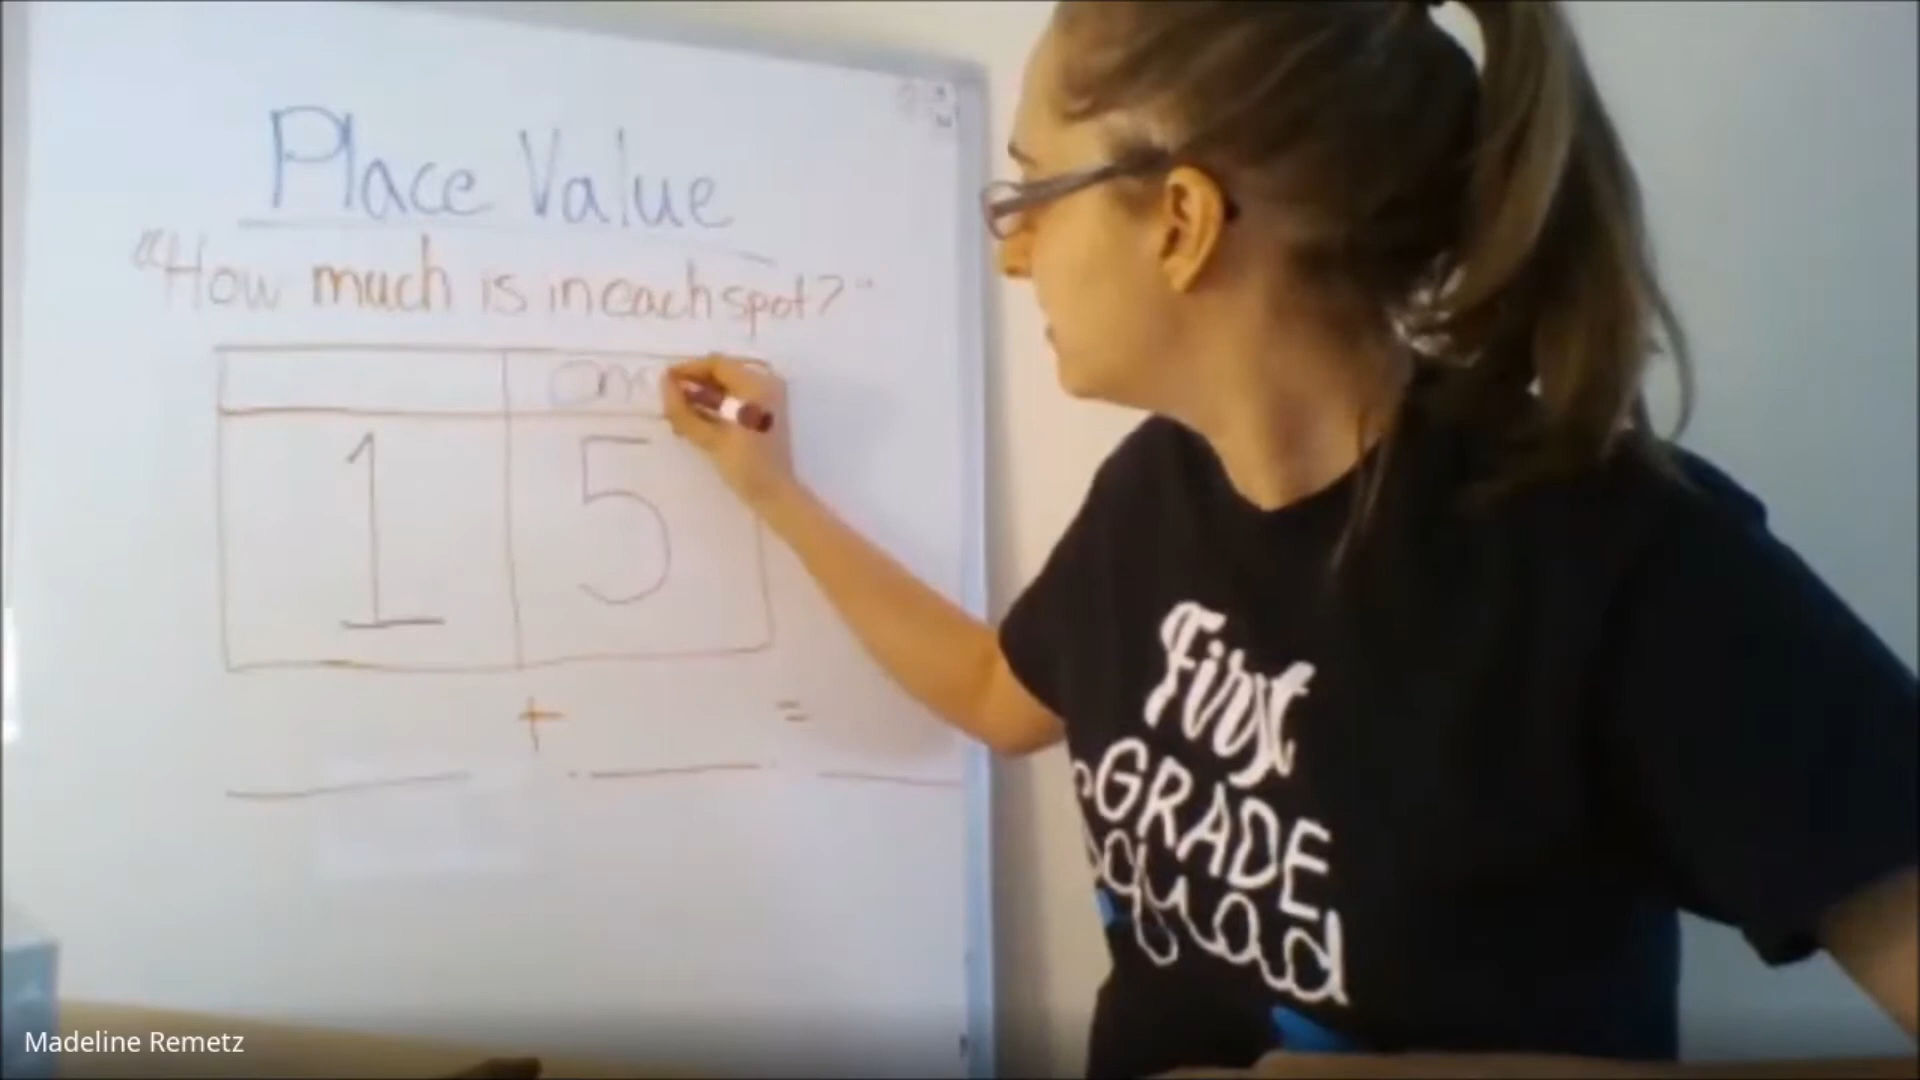 Place Value
"How much is in each spot?"
1 5
+ =
First
GRADE
Squad
Madeline Remetz